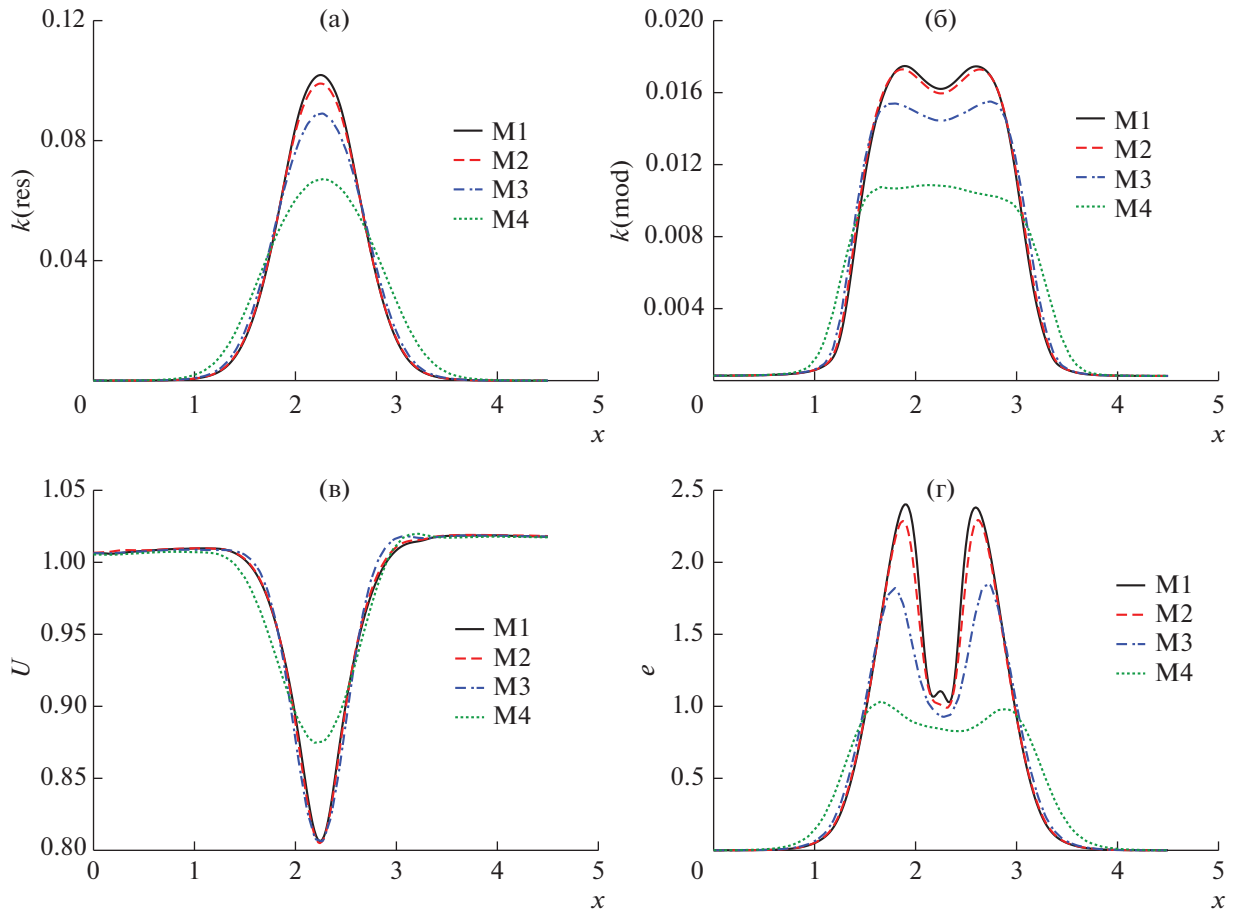 (а)
0.12
0.08
0.04
0
1
2
3
4
5
x
k(res)
M1
M2
M3
M4
(б)
0.020
0.016
0.012
0.008
0.004
0
1
2
3
4
5
x
k(mod)
M1
M2
M3
M4
(в)
1.05
1.00
0.95
0.90
0.85
0.80
0
1
2
3
4
5
x
U
M1
M2
M3
M4
(г)
2.5
2.0
1.5
1.0
0.5
0
1
2
3
4
5
x
e
M1
M2
M3
M4